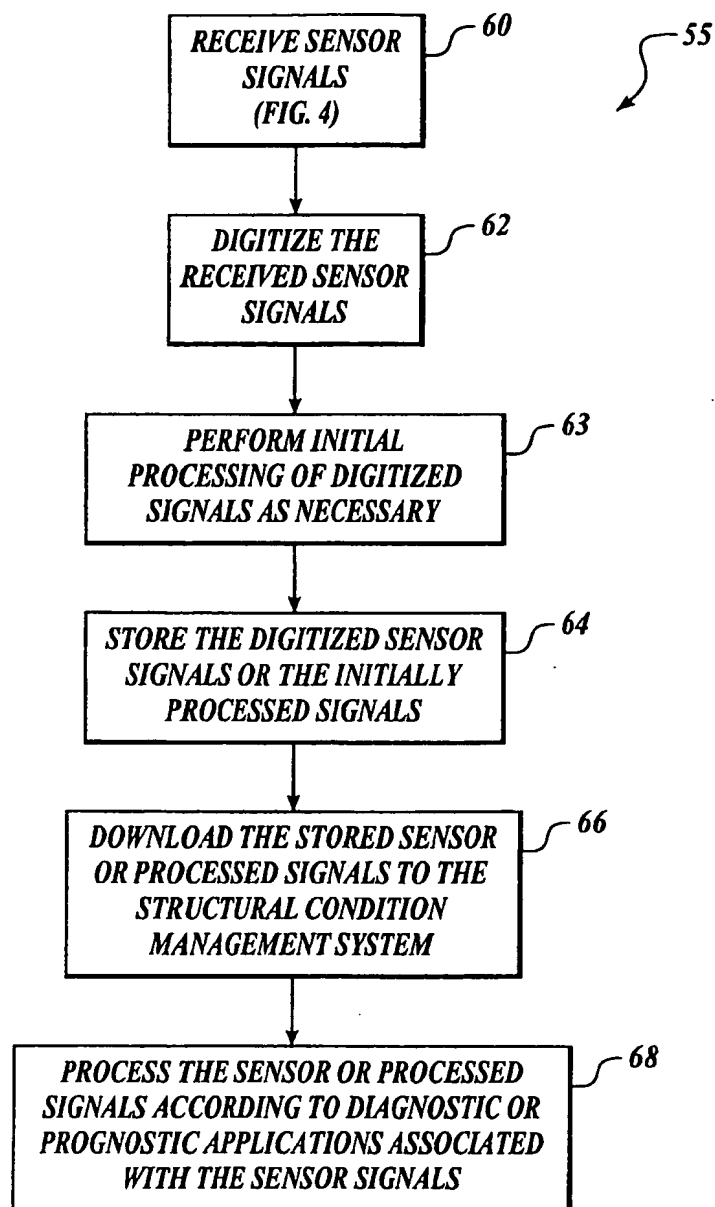 RECEIVE SENSOR
SIGNALS
(FIG. 4)
60
55
DIGITIZE THE
RECEIVED SENSOR
SIGNALS
62
PERFORM INITIAL
PROCESSING OF DIGITIZED
SIGNALS AS NECESSARY
63
STORE THE DIGITIZED SENSOR
SIGNALS OR THE INITIALLY
PROCESSED SIGNALS
64
DOWNLOAD THE STORED SENSOR
OR PROCESSED SIGNALS TO THE
STRUCTURAL CONDITION
MANAGEMENT SYSTEM
66
PROCESS THE SENSOR OR PROCESSED
SIGNALS ACCORDING TO DIAGNOSTIC OR
PROGNOSTIC APPLICATIONS ASSOCIATED
WITH THE SENSOR SIGNALS
68